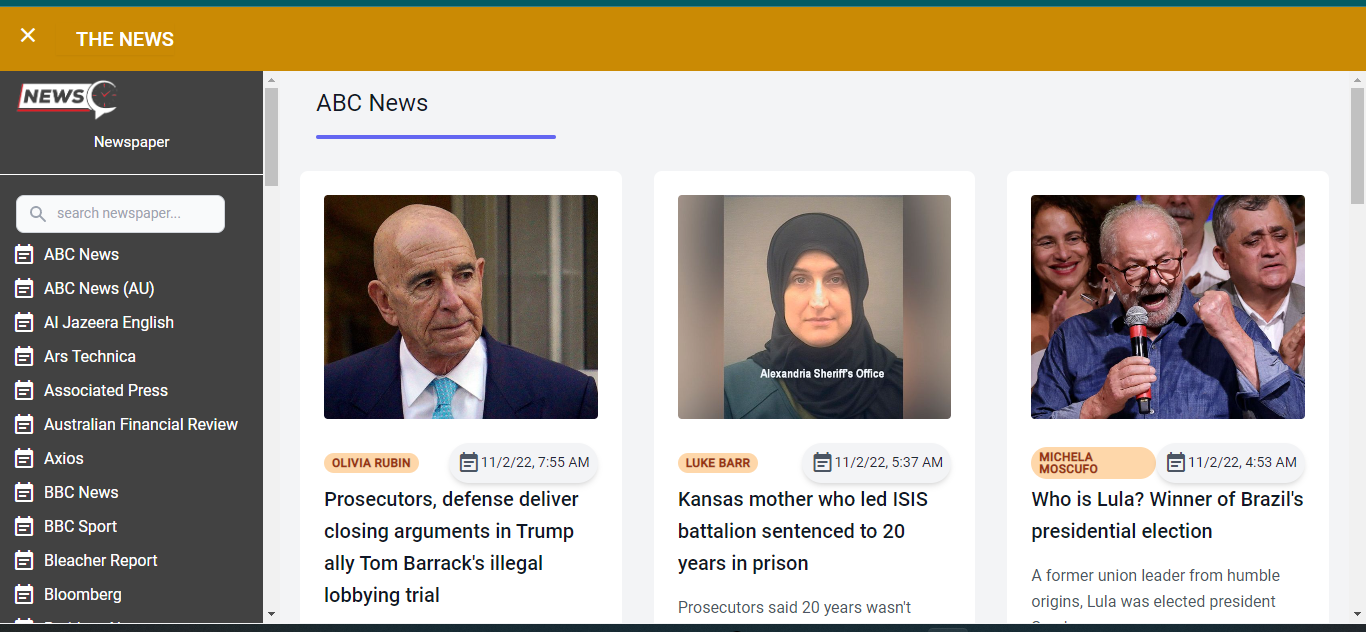 THE NEWS
NEWS
Newspaper
search newspaper...
ABC News
ABC News (AU)
Al Jazeera English
Ars Technica
Associated Press
Australian Financial Review
Axios
BBC News
BBC Sport
Bleacher Report
Bloomberg
ABC News
Alexandria Sheriff's Office
OLIVIA RUBIN
11/2/22, 7:55 AM
Prosecutors, defense deliver
closing arguments in Trump
ally Tom Barrack's illegal
lobbying trial
LUKE BARR
11/2/22, 5:37 AM
Kansas mother who led ISIS
battalion sentenced to 20
years in prison
Prosecutors said 20 years wasn't
MICHELA
MOSCUFO
11/2/22, 4:53 AM
Who is Lula? Winner of Brazil's
presidential election
A former union leader from humble
origins, Lula was elected president